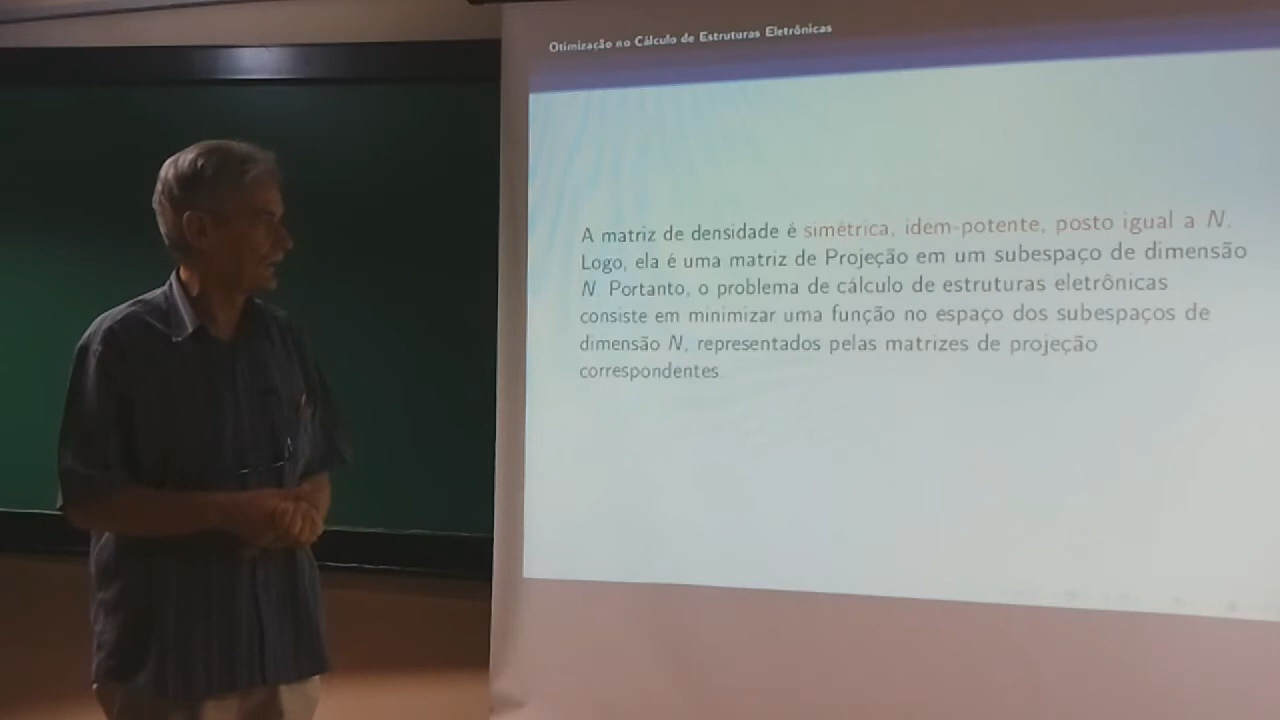 Otimização no Cálculo de Estruturas Eletrônicas
A matriz de densidade é simétrica, idem-potente, posto igual a N.
Logo, ela é uma matriz de Projeção em um subespaço de dimensão
N. Portanto, o problema de cálculo de estruturas eletrônicas
consiste em minimizar uma função no espaço dos subespaços de
dimensão N, representados pelas matrizes de projeção
correspondentes.